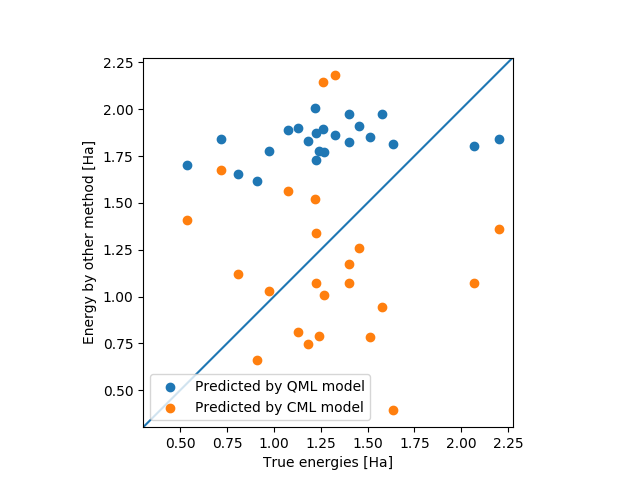 2.25
2.00
1.75
1.50
1.25
1.00
0.75
0.50
Energy by other method [Ha]
Predicted by QML model
Predicted by CML model
0.50 0.75 1.00 1.25 1.50 1.75 2.00 2.25
True energies [Ha]